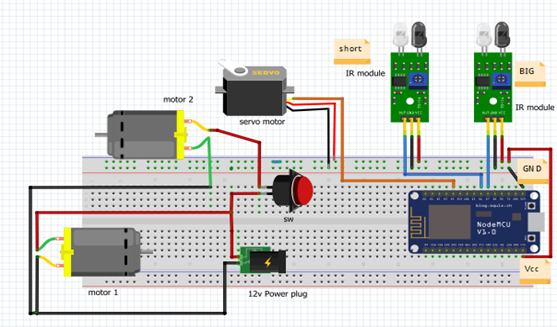 short
IR module
BIG
IR module
SERVO
servo motor
motor 2
GND
NodeMCU
V1.0
sw
Vcc
motor 1
12v Power plug